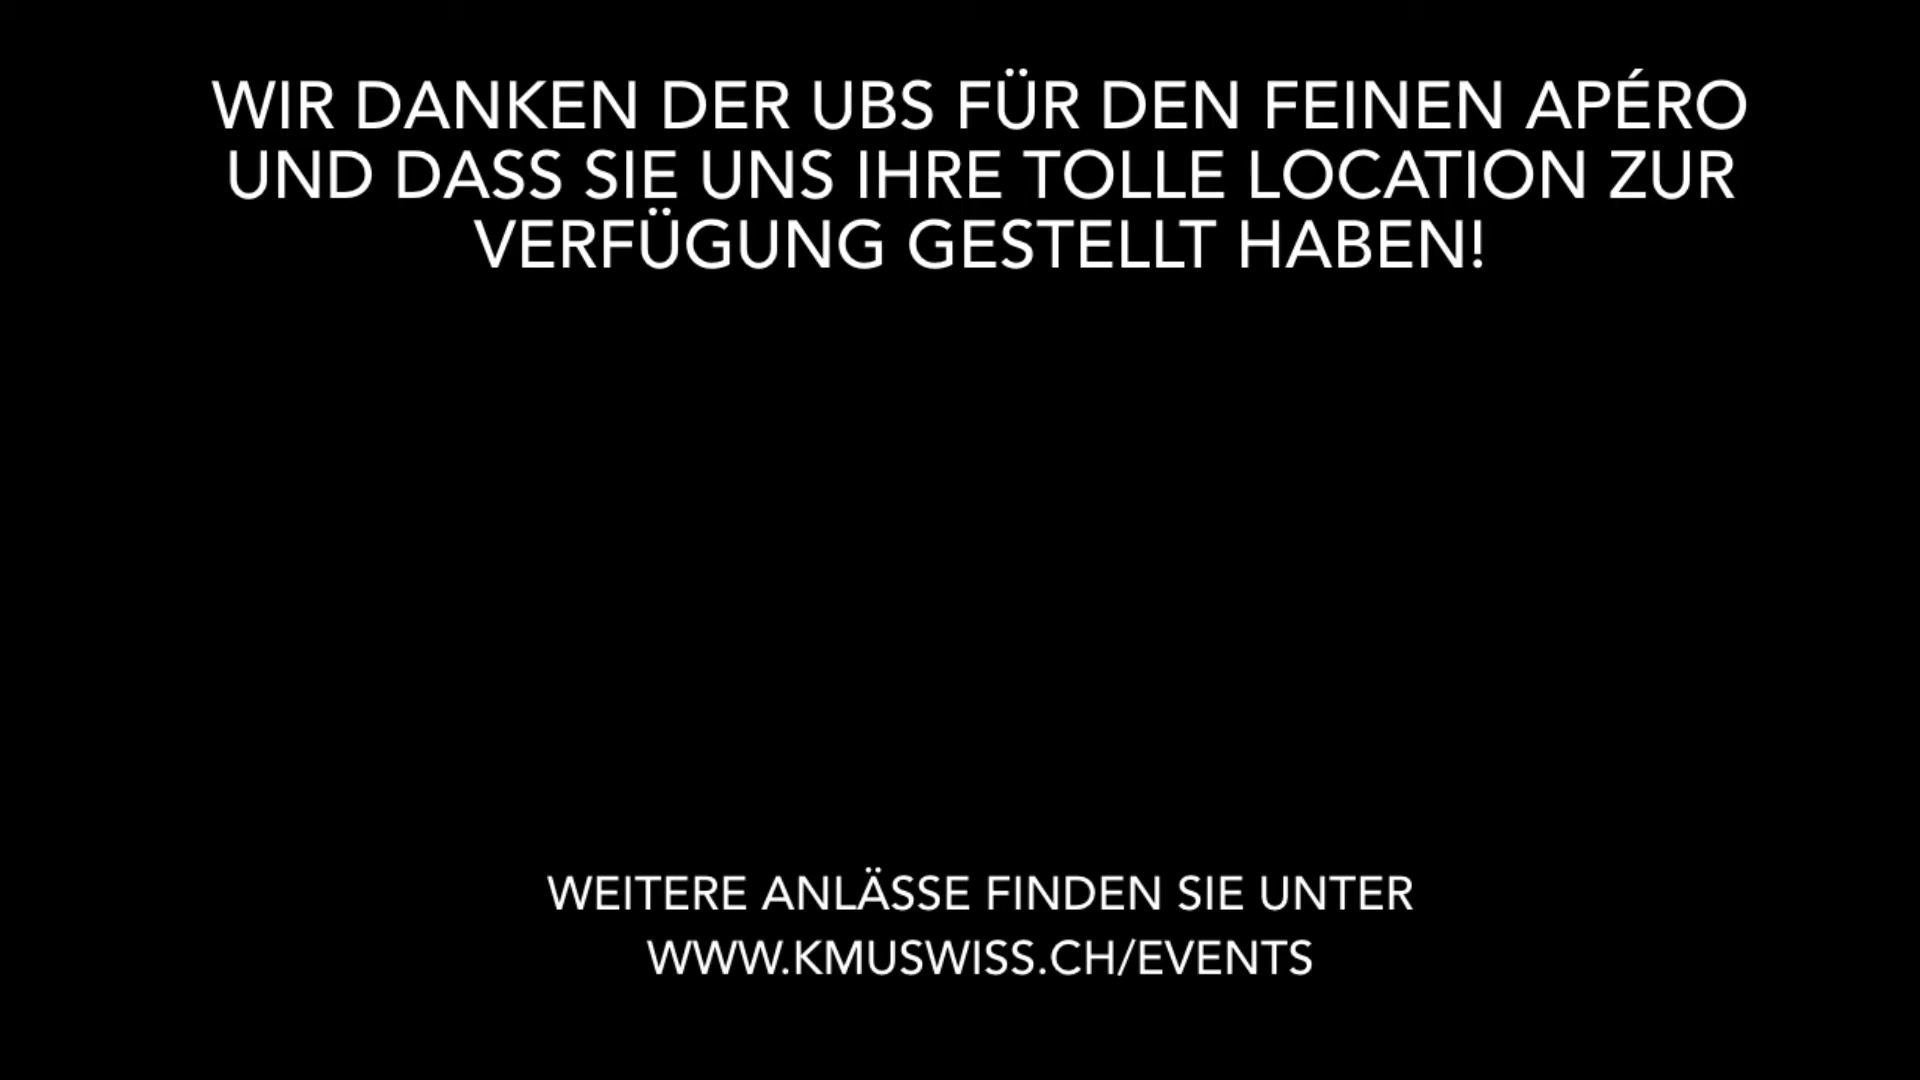 WIR DANKEN DER UBS FÜR DEN FEINEN APÉRO
UND DASS SIE UNS IHRE TOLLE LOCATION ZUR
VERFÜGUNG GESTELLT HABEN!
WEITERE ANLÄSSE FINDEN SIE UNTER
WWW.KMUSWISS.CH/EVENTS